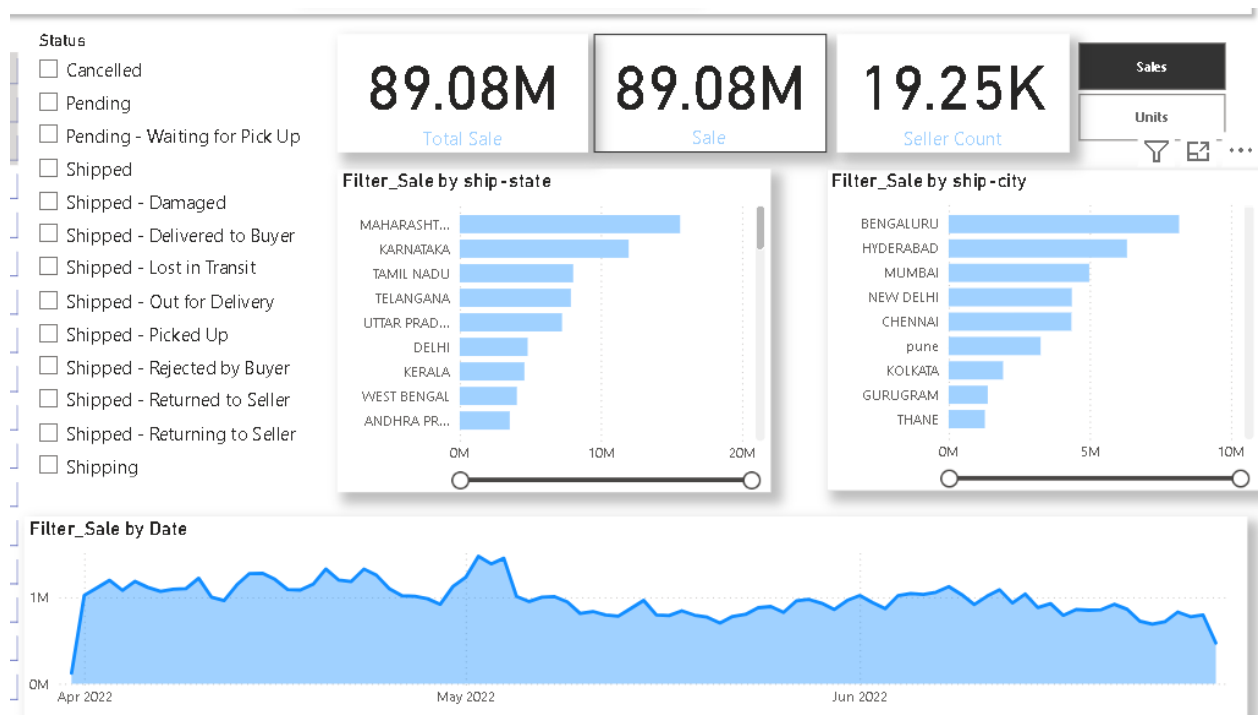 Status
Cancelled
Pending
Pending - Waiting for Pick Up
Shipped
Shipped - Damaged
Shipped - Delivered to Buyer
Shipped - Lost in Transit
Shipped - Out for Delivery
Shipped - Picked Up
Shipped - Rejected by Buyer
Shipped - Returned to Seller
Shipped - Returning to Seller
Shipping
89.08M
Total Sale
89.08M
Sale
19.25K
Seller Count
Sales
Units
Filter_Sale by ship-state
MAHARASHT...
KARNATAKA
TAMIL NADU
TELANGANA
UTTAR PRAD...
DELHI
KERALA
WEST BENGAL
ANDHRA PR...
0M 10M 20M
Filter_Sale by ship-city
BENGALURU
HYDERABAD
MUMBAI
NEW DELHI
CHENNAI
pune
KOLKATA
GURUGRAM
THANE
0M 5M 10M
Filter_Sale by Date
1M
0M
Apr 2022 May 2022 Jun 2022